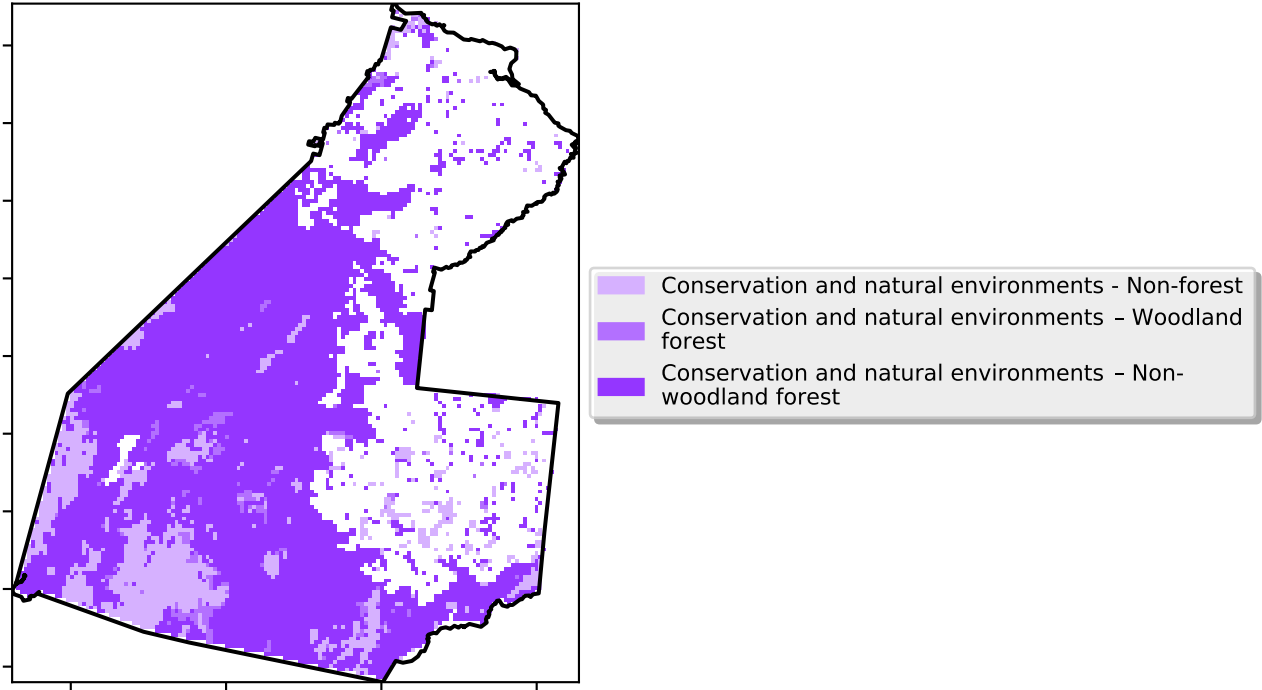 Conservation and natural environments - Non-forest
Conservation and natural environments – Woodland
forest
Conservation and natural environments – Non-
woodland forest